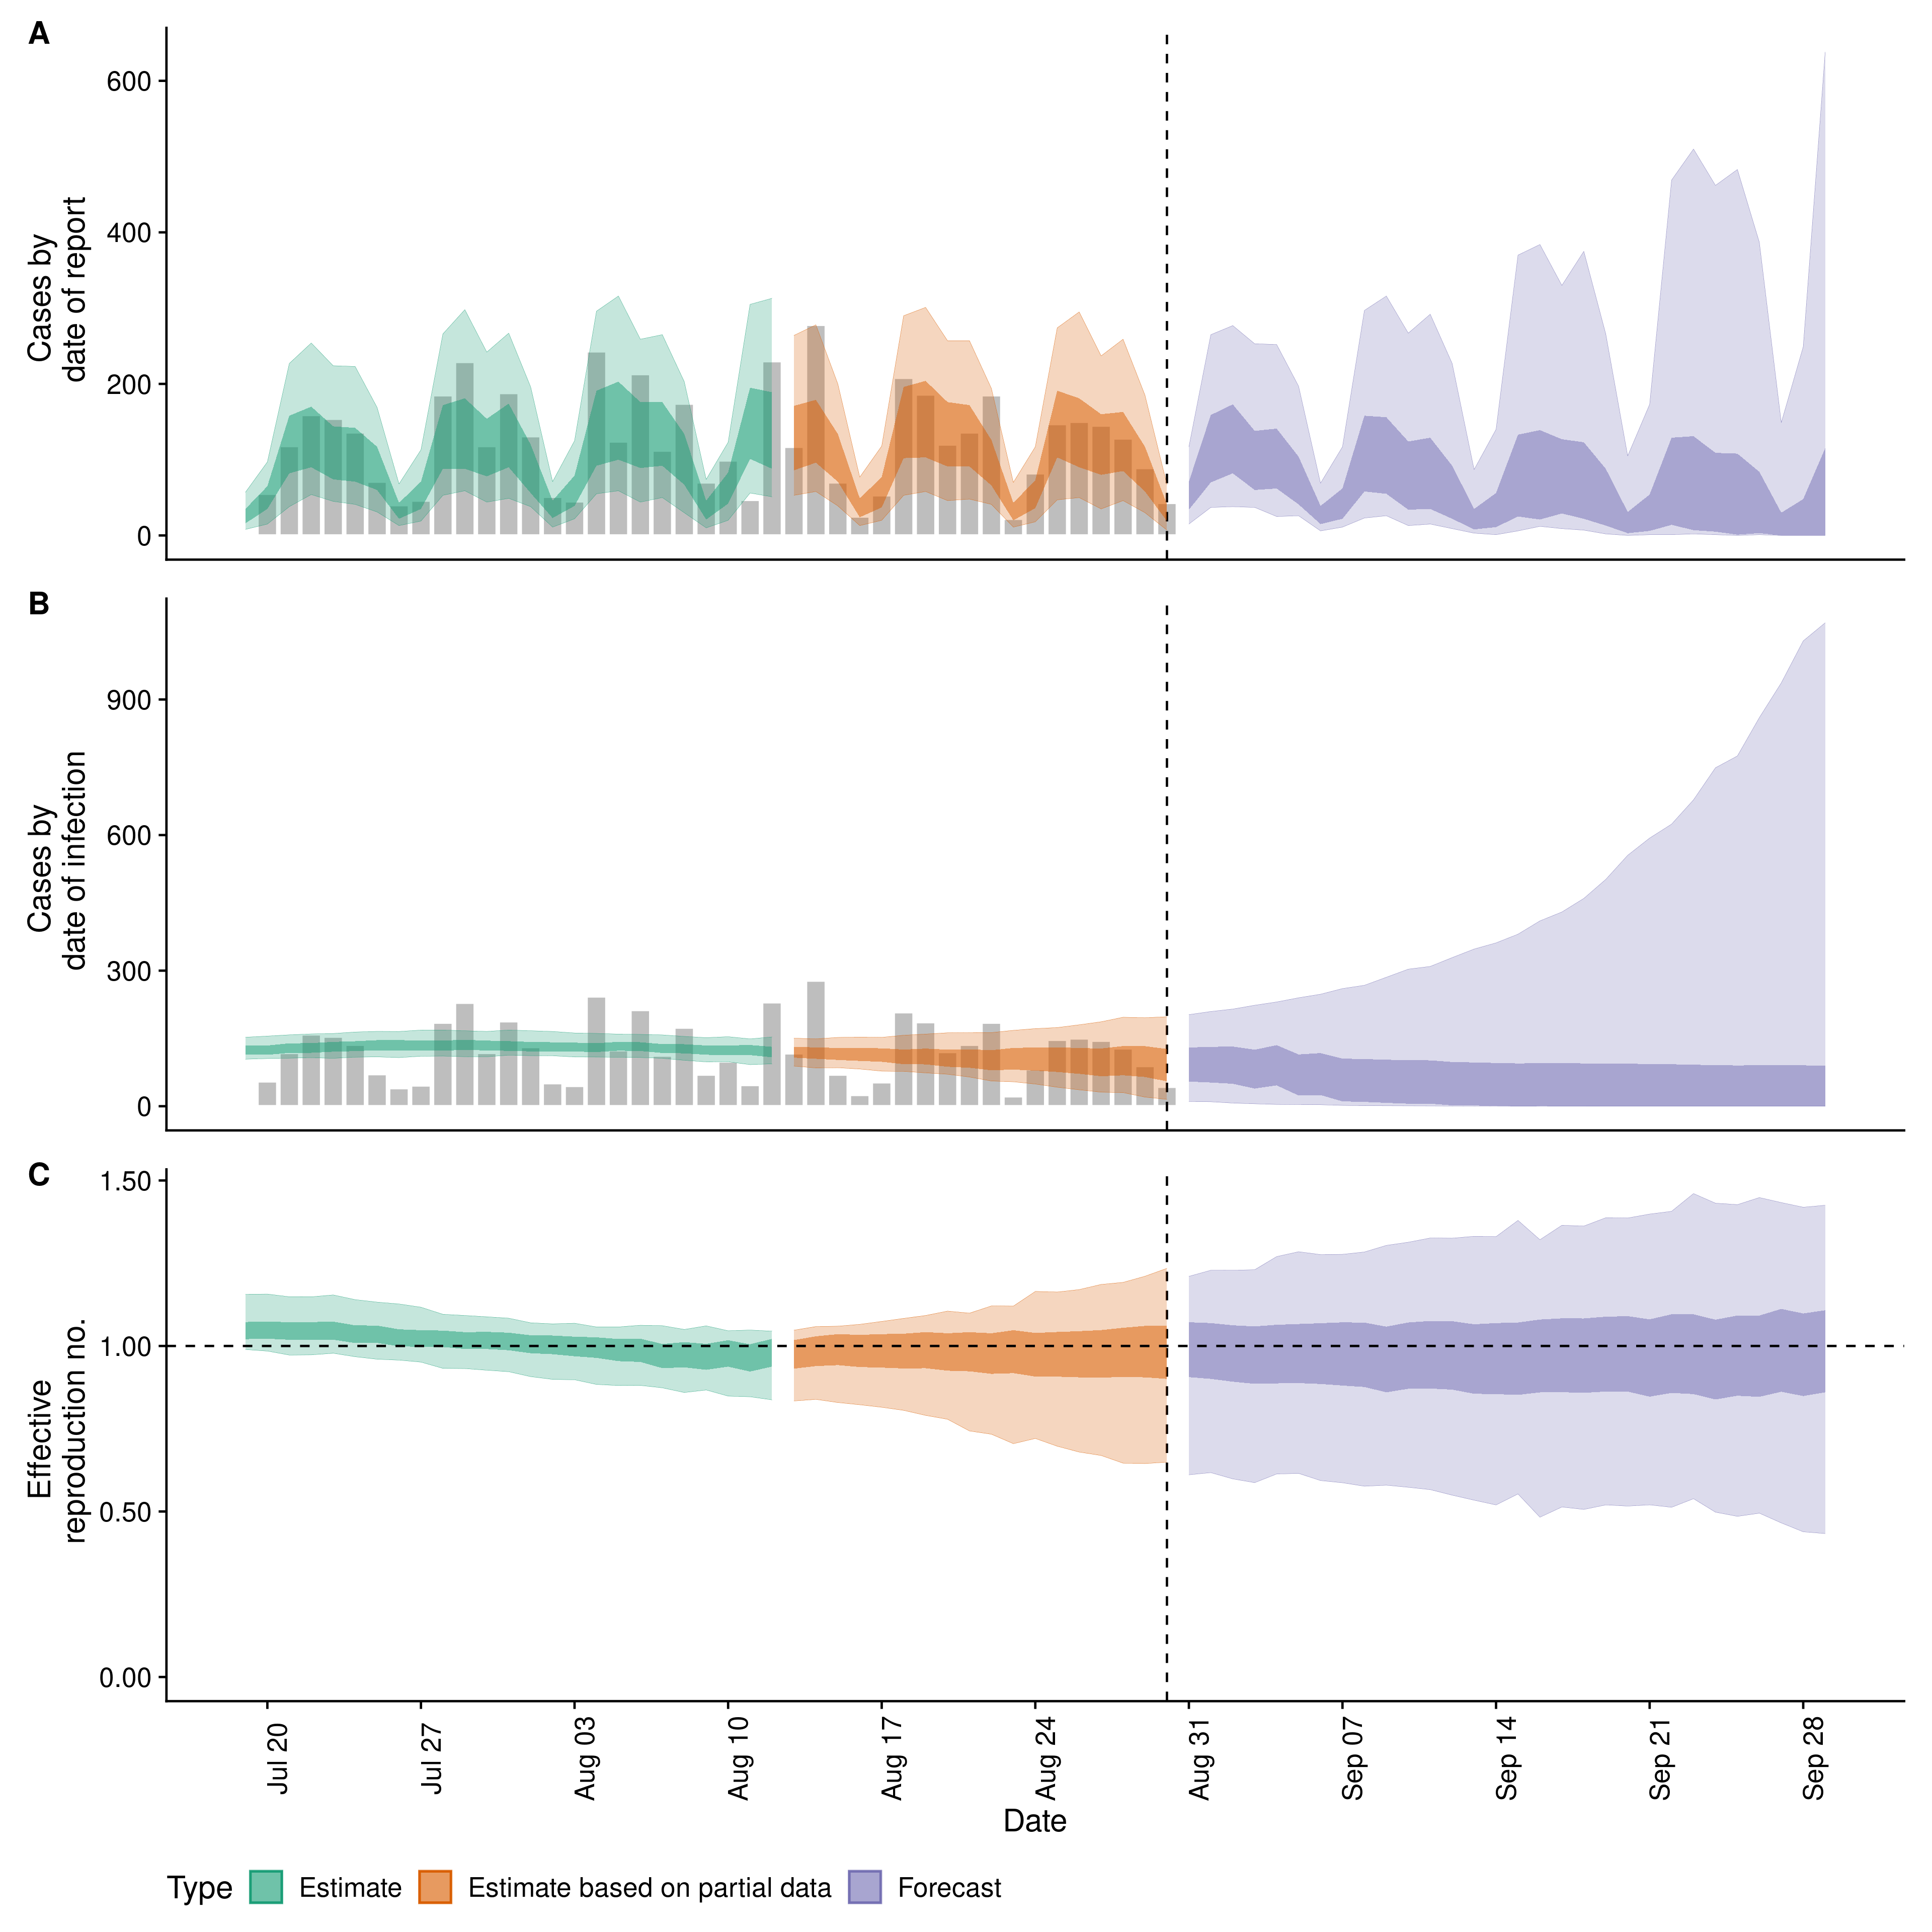 A
Cases by
date of report
600
400
200
0
B
Cases by
date of infection
900
600
300
0
C
Effective
reproduction no.
1.50
1.00
0.50
0.00
Jul 20
Jul 27
Aug 03
Aug 10
Aug 17
Aug 24
Aug 31
Sep 07
Sep 14
Sep 21
Sep 28
Date
Type Estimate Estimate based on partial data Forecast